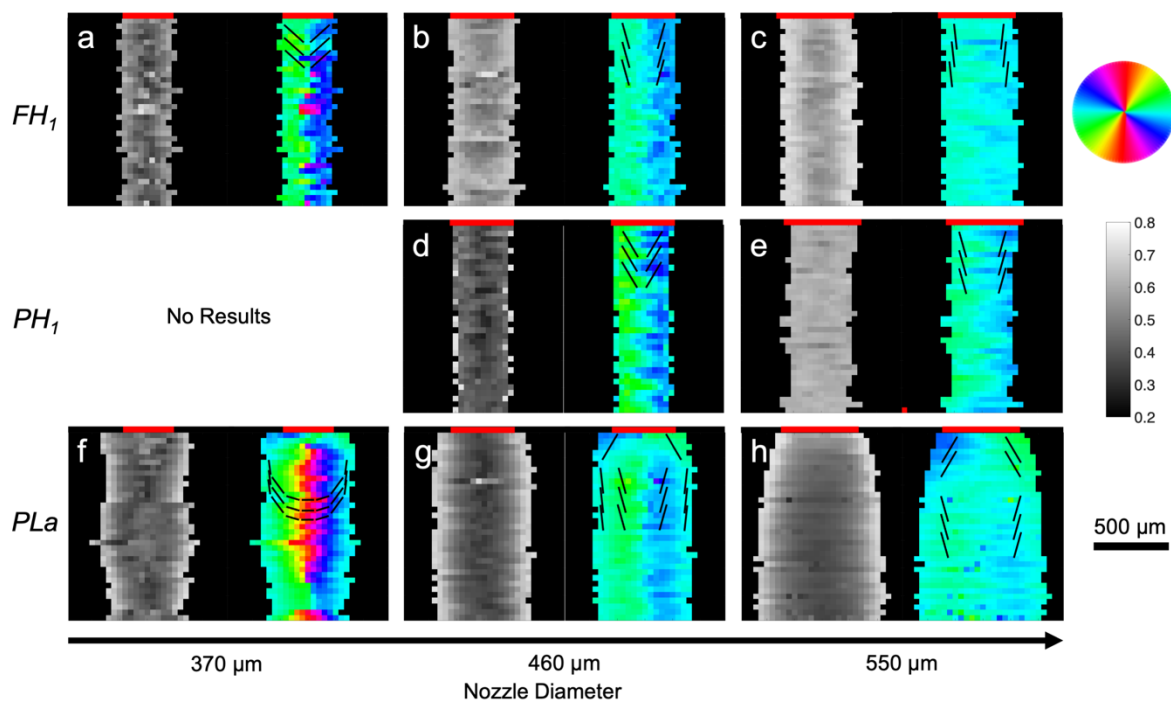 a
b
c
FH1
d
e
PH1
No Results
0.8
0.7
0.6
0.5
0.4
0.3
0.2
f
g
h
PLa
500 µm
370 µm
460 µm
550 µm
Nozzle Diameter